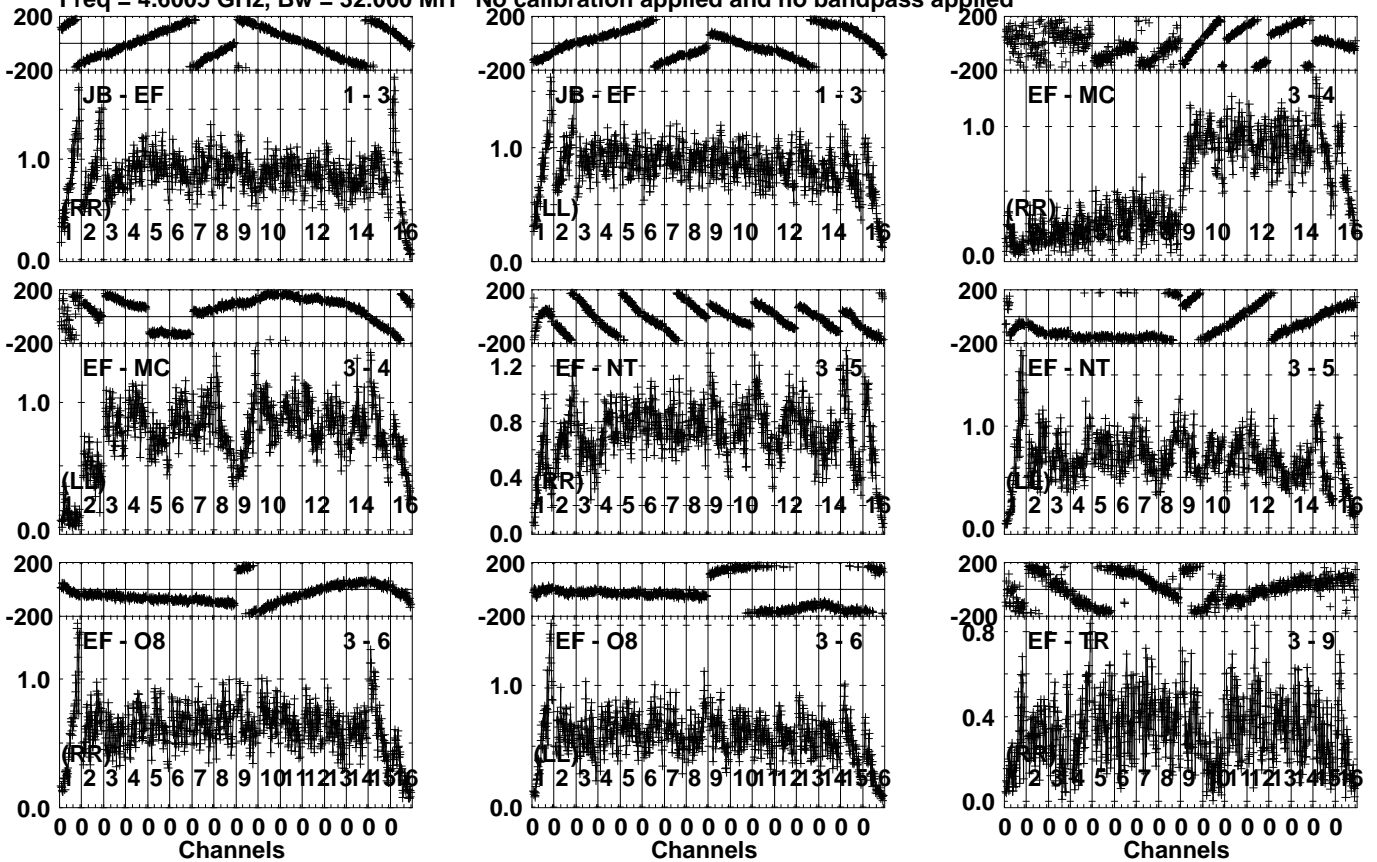 Freq = 4.6005 GHz, Bw = 32.000 MH No calibration applied and no bandpass applied
200 200 200
-200 -200 -200
JB - EF 1 - 3 JB - EF 1 - 3 EF - MC 3 - 4
1.0 1.0 1.0
(RR) (LL) (RR)
1 2 3 4 5 6 7 8 9 10 12 14 16 1 2 3 4 5 6 7 8 9 10 12 14 16 9 10 12 14 16
0.0 0.0 0.0
200 200 200
-200 -200 -200
EF - MC 3 - 4 EF - NT 3 - 5 EF - NT 3 - 5
1.0 1.2 1.0
0.8
0.4
(LL) (RR) (LL)
2 3 4 5 6 7 8 9 10 12 14 16 1 2 3 4 5 6 7 8 9 10 12 14 16 2 3 4 5 6 7 8 9 10 12 14 16
0.0 0.0 0.0
200 200 200
-200 -200 -200
EF - O8 3 - 6 EF - O8 3 - 6 EF - TR 3 - 9
1.0 1.0 0.8
0.4
(RR) (LL) (RR)
2 3 4 5 6 7 8 9 10 11 12 13 14 15 16 1 2 3 4 5 6 7 8 9 10 11 12 13 14 15 16 2 3 4 5 6 7 8 9 10 11 12 13 14 15 16
0.0 0.0 0.0
0 0 0 0 0 0 0 0 0 0 0 0 0 0 0 0 0 0 0 0 0 0 0 0 0 0 0 0 0 0 0 0 0 0 0 0 0 0 0 0 0 0 0 0 0 0 0 0
Channels Channels Channels